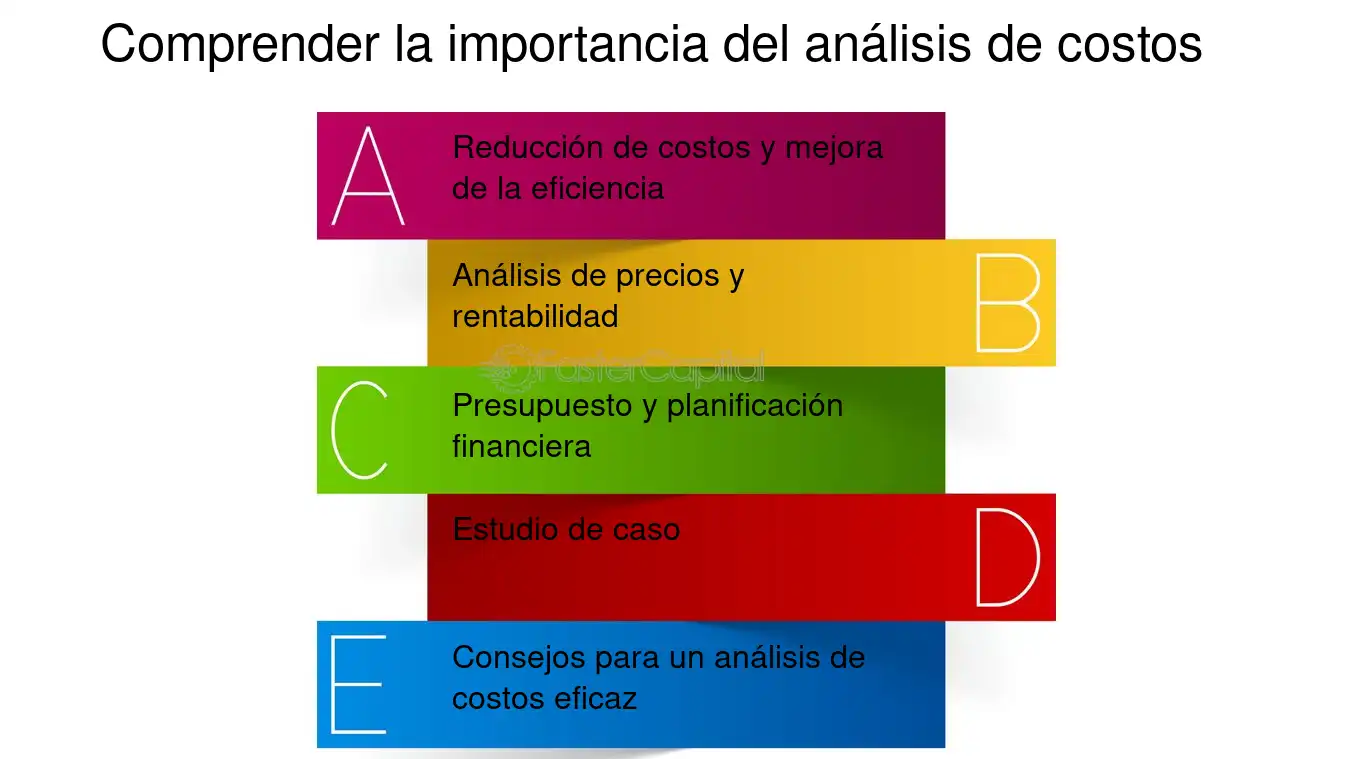 Comprender la importancia del análisis de costos
A
Reducción de costos y mejora
de la eficiencia
Análisis de precios y
rentabilidad
B
FasterCapital
C
Presupuesto y planificación
financiera
Estudio de caso
D
E
Consejos para un análisis de
costos eficaz